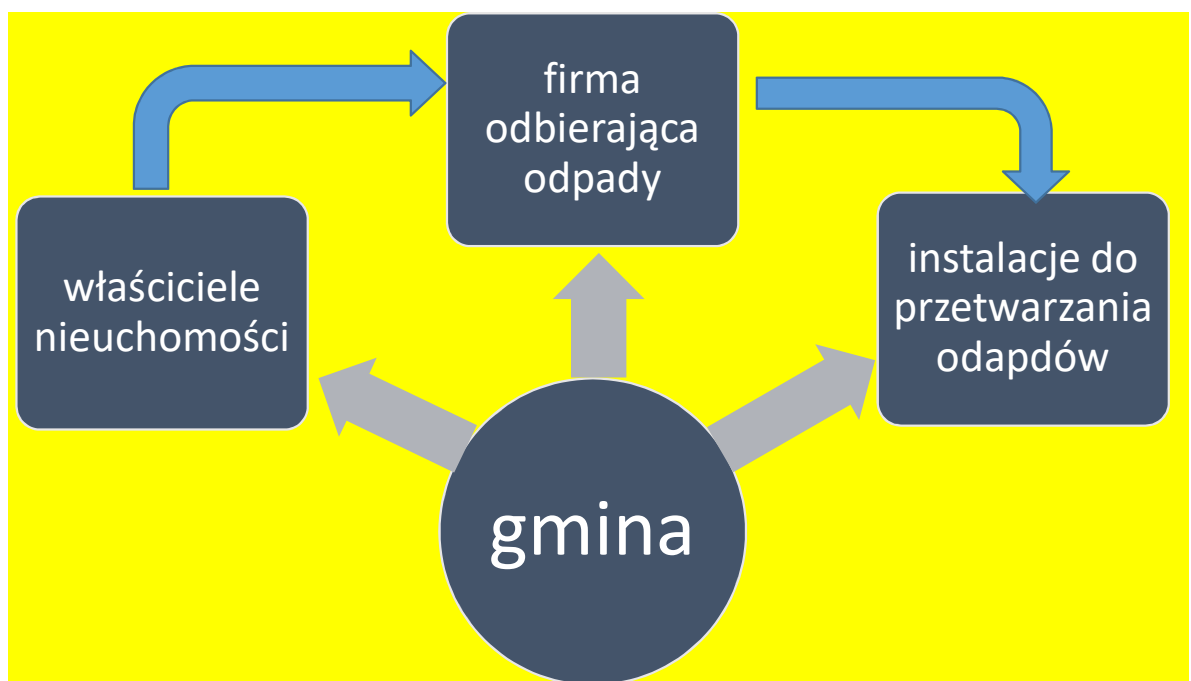 firma
odbierająca
odpady
właściciele
nieuchomości
instalacje do
przetwarzania
odapdów
gmina